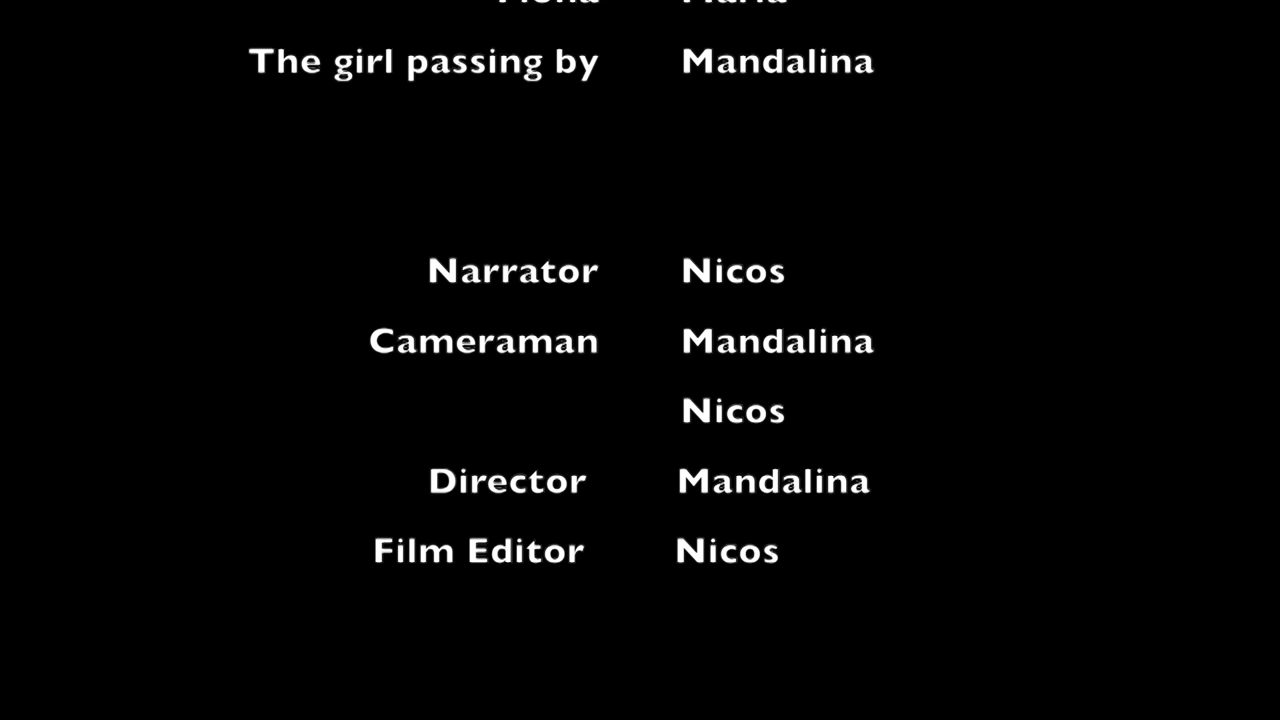 The girl passing by Mandalina
Narrator Nicos
Cameraman Mandalina
Nicos
Director Mandalina
Film Editor Nicos